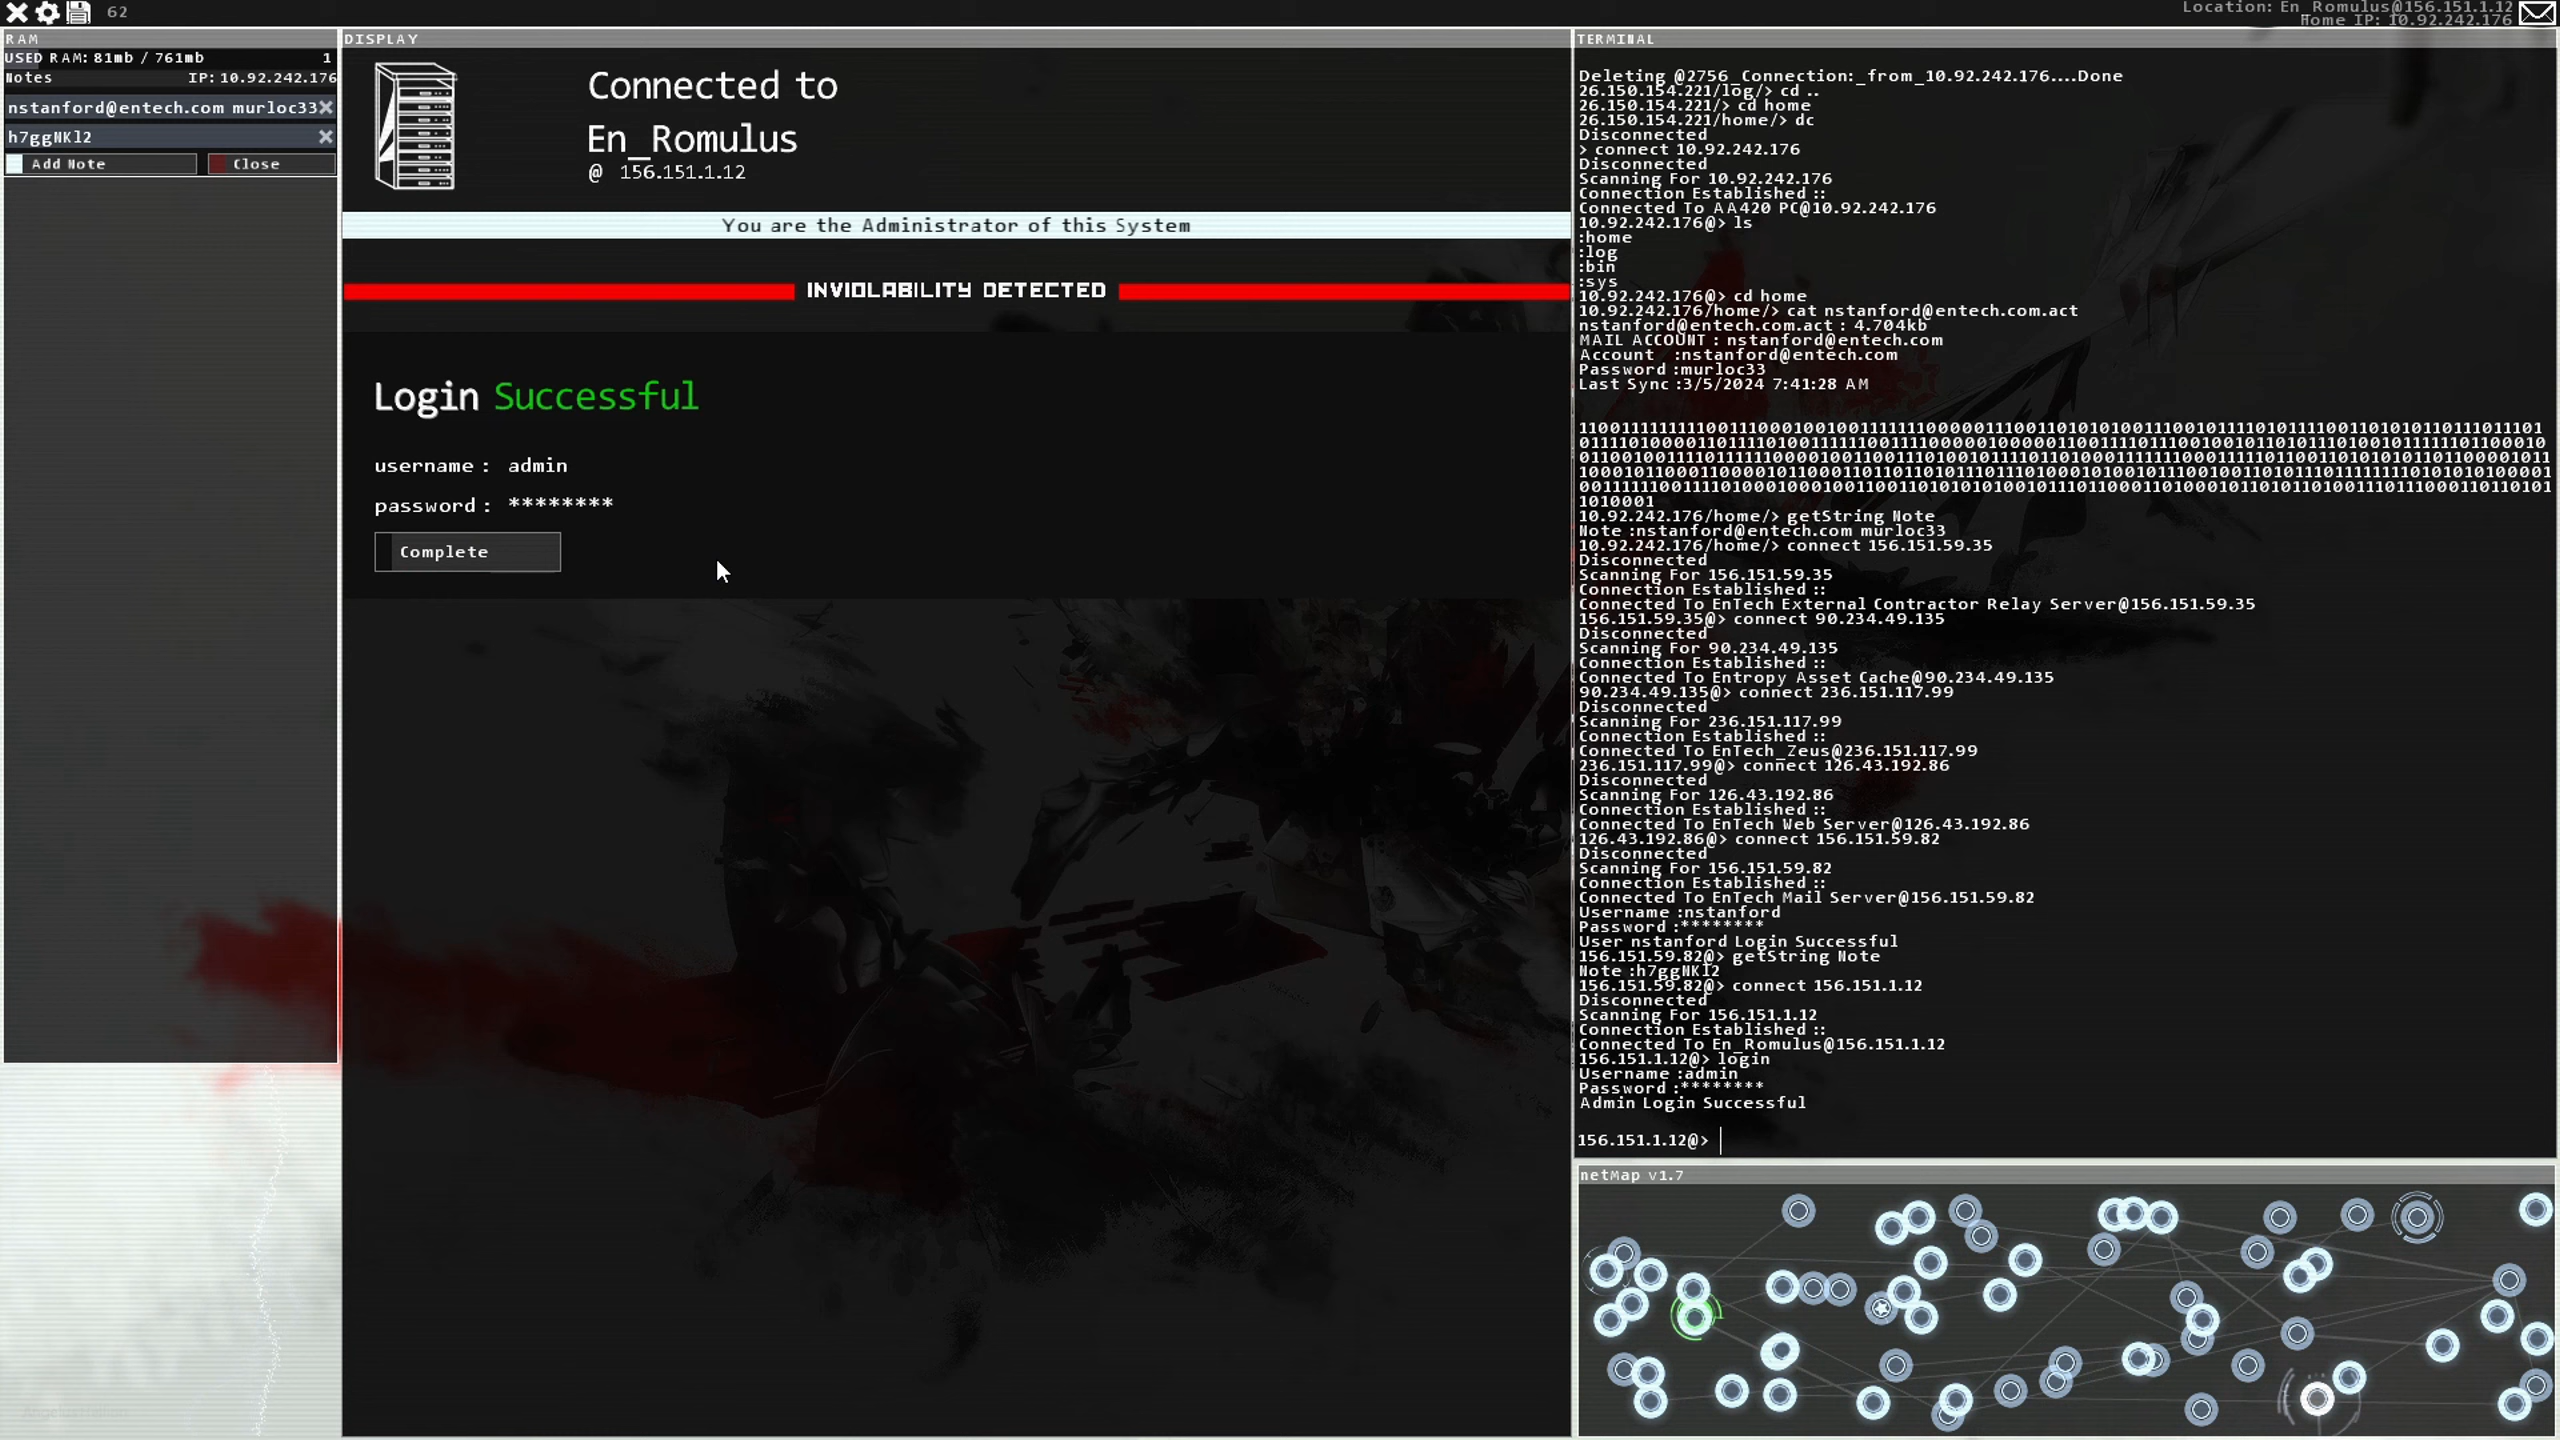 62
Location: En_Romulus@156.151.1.12
Home IP: 10.92.242.176
RAM
USED RAM: 81mb / 761mb 1
Notes IP: 10.92.242.176
nstanford@entech.com murloc33
h7ggNKl2
Add Note Close
DISPLAY
Connected to
En_Romulus
@ 156.151.1.12
You are the Administrator of this System
INVIOLABILITY DETECTED
Login Successful
username : admin
password : ********
Complete
TERMINAL
Deleting @2756_Connection:_from_10.92.242.176....Done
26.150.154.221/log/> cd ..
26.150.154.221/> cd home
26.150.154.221/home/> dc
Disconnected
> connect 10.92.242.176
Disconnected
Scanning For 10.92.242.176
Connection Established ::
Connected To AA420 PC@10.92.242.176
10.92.242.176@> ls
:home
:log
:bin
:sys
10.92.242.176@> cd home
10.92.242.176/home/> cat nstanford@entech.com.act
nstanford@entech.com.act : 4.704kb
MAIL ACCOUNT : nstanford@entech.com
Account :nstanford@entech.com
Password :murloc33
Last Sync :3/5/2024 7:41:28 AM
1010001
10.92.242.176/home/> getString Note
Note :nstanford@entech.com murloc33
10.92.242.176/home/> connect 156.151.59.35
Disconnected
Scanning For 156.151.59.35
Connection Established ::
Connected To EnTech External Contractor Relay Server@156.151.59.35
156.151.59.35@> connect 90.234.49.135
Disconnected
Scanning For 90.234.49.135
Connection Established ::
Connected To Entropy Asset Cache@90.234.49.135
90.234.49.135@> connect 236.151.117.99
Disconnected
Scanning For 236.151.117.99
Connection Established ::
Connected To EnTech_Zeus@236.151.117.99
236.151.117.99@> connect 126.43.192.86
Disconnected
Scanning For 126.43.192.86
Connection Established ::
Connected To EnTech Web Server@126.43.192.86
126.43.192.86@> connect 156.151.59.82
Disconnected
Scanning For 156.151.59.82
Connection Established ::
Connected To EnTech Mail Server@156.151.59.82
Username :nstanford
Password :********
User nstanford Login Successful
156.151.59.82@> getString Note
Note :h7ggNKl2
156.151.59.82@> connect 156.151.1.12
Disconnected
Scanning For 156.151.1.12
Connection Established ::
Connected To En_Romulus@156.151.1.12
156.151.1.12@> login
Username :admin
Password :********
Admin Login Successful
156.151.1.12@>
netMap v1.7